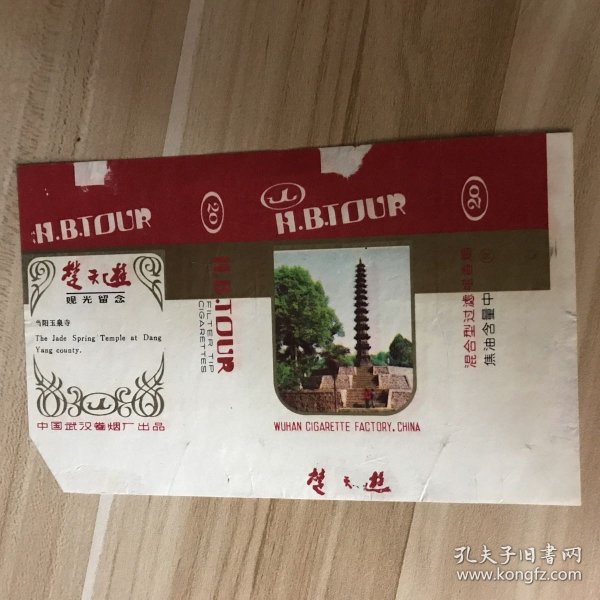 H.B.TOUR
20
H.B.TOUR
20
楚天遊
观光留念
当阳玉泉寺
The Jade Spring Temple at Dang
Yang county.
中国武汉卷烟厂出品
H.B.TOUR
FILTER TIP
CIGARETTES
WUHAN CIGARETTE FACTORY.CHINA
楚天遊
混合型过滤嘴香烟
焦油含量中
孔夫子旧书网
www.kongfz.com